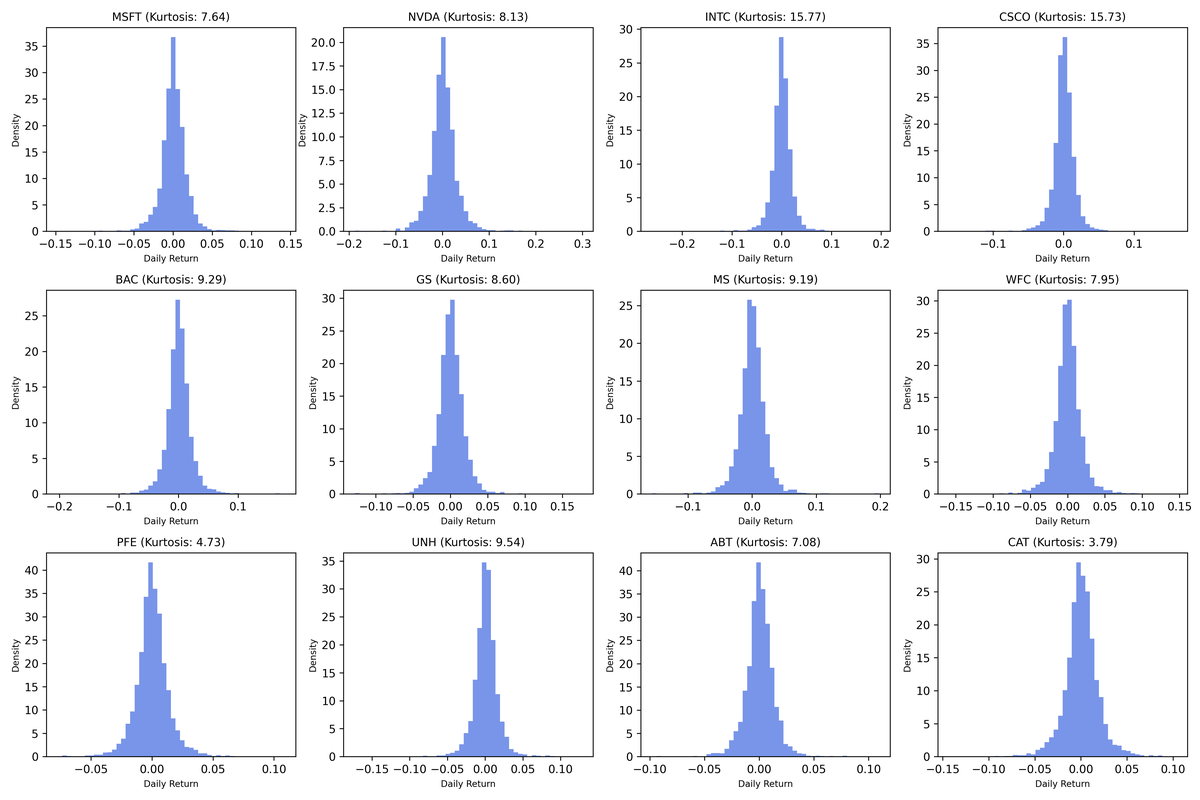 MSFT (Kurtosis: 7.64)
35
30
25
20
15
10
5
0
Density
−0.15 −0.10 −0.05 0.00 0.05 0.10 0.15
Daily Return
NVDA (Kurtosis: 8.13)
20.0
17.5
15.0
12.5
10.0
7.5
5.0
2.5
0.0
Density
−0.2 −0.1 0.0 0.1 0.2 0.3
Daily Return
INTC (Kurtosis: 15.77)
30
25
20
15
10
5
0
Density
−0.2 −0.1 0.0 0.1 0.2
Daily Return
CSCO (Kurtosis: 15.73)
35
30
25
20
15
10
5
0
Density
−0.1 0.0 0.1
Daily Return
BAC (Kurtosis: 9.29)
25
20
15
10
5
0
Density
−0.2 −0.1 0.0 0.1
Daily Return
GS (Kurtosis: 8.60)
30
25
20
15
10
5
0
Density
−0.10 −0.05 0.00 0.05 0.10 0.15
Daily Return
MS (Kurtosis: 9.19)
25
20
15
10
5
0
Density
−0.1 0.0 0.1 0.2
Daily Return
WFC (Kurtosis: 7.95)
30
25
20
15
10
5
0
Density
−0.15 −0.10 −0.05 0.00 0.05 0.10 0.15
Daily Return
PFE (Kurtosis: 4.73)
40
35
30
25
20
15
10
5
0
Density
−0.05 0.00 0.05 0.10
Daily Return
UNH (Kurtosis: 9.54)
35
30
25
20
15
10
5
0
Density
−0.15 −0.10 −0.05 0.00 0.05 0.10
Daily Return
ABT (Kurtosis: 7.08)
40
35
30
25
20
15
10
5
0
Density
−0.10 −0.05 0.00 0.05 0.10
Daily Return
CAT (Kurtosis: 3.79)
30
25
20
15
10
5
0
Density
−0.15 −0.10 −0.05 0.00 0.05 0.10
Daily Return